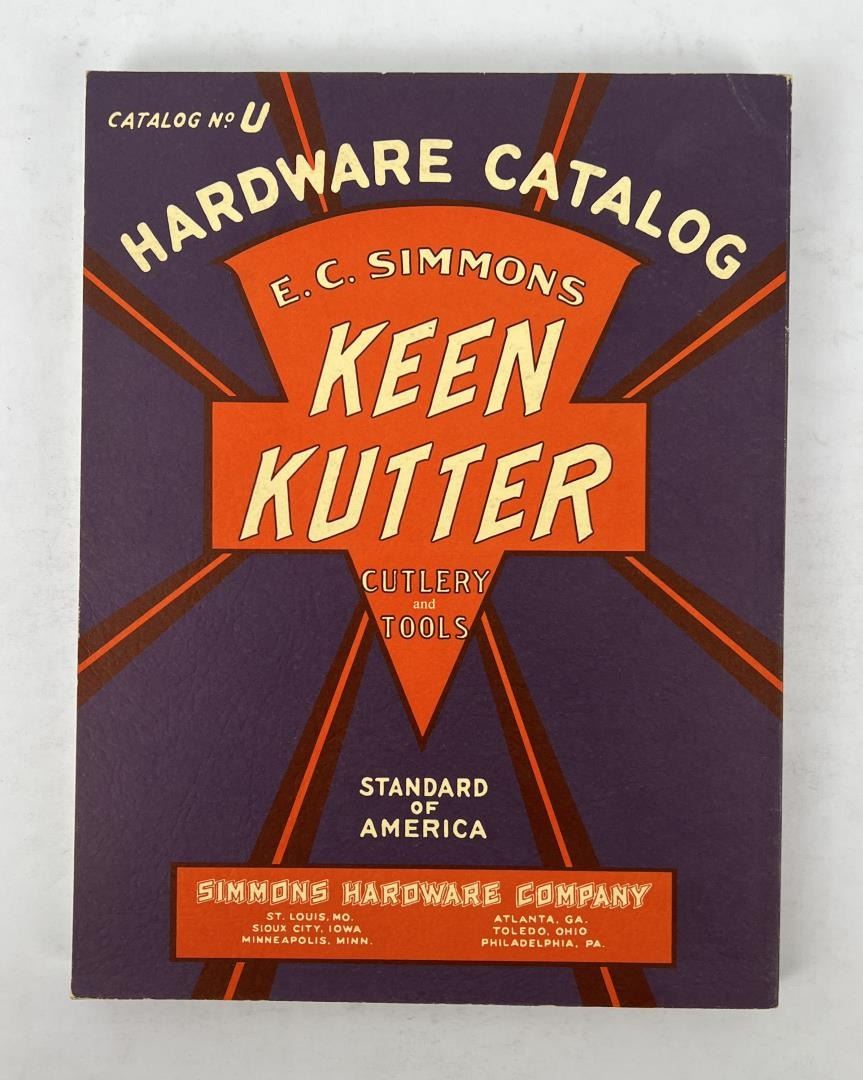 CATALOG Nº U
HARDWARE CATALOG
E. C. SIMMONS
KEEN
KUTTER
CUTLERY
and
TOOLS
STANDARD
OF
AMERICA
SIMMONS HARDWARE COMPANY
ST. LOUIS, MO.
SIOUX CITY, IOWA
MINNEAPOLIS, MINN.
ATLANTA, GA.
TOLEDO, OHIO
PHILADELPHIA, PA.